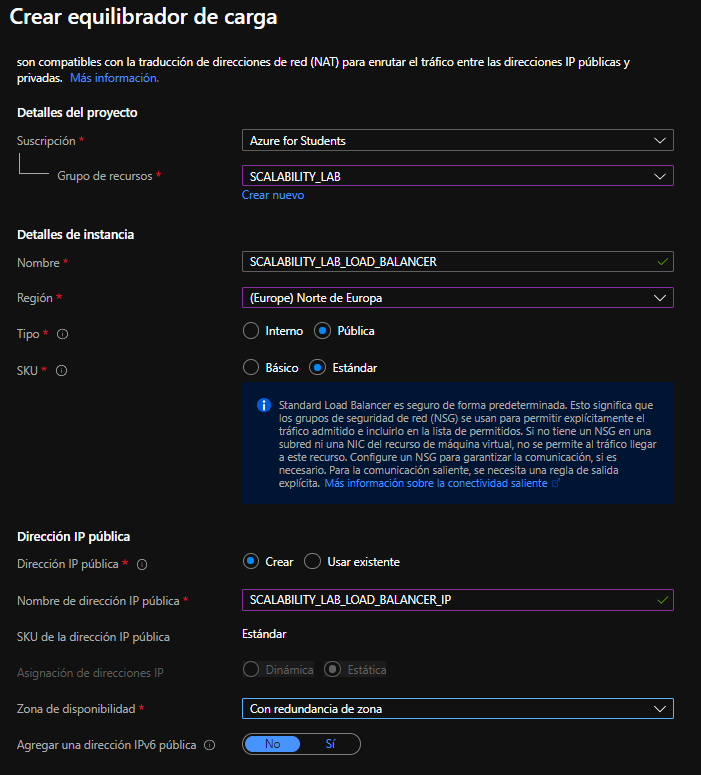 Crear equilibrador de carga
son compatibles con la traducción de direcciones de red (NAT) para enrutar el tráfico entre las direcciones IP públicas y
privadas. Más información.
Detalles del proyecto
Suscripción *
Azure for Students
Grupo de recursos *
SCALABILITY_LAB
Crear nuevo
Detalles de instancia
Nombre *
SCALABILITY_LAB_LOAD_BALANCER
Región *
(Europe) Norte de Europa
Tipo *
Interno Pública
SKU *
Básico Estándar
Standard Load Balancer es seguro de forma predeterminada. Esto significa que
los grupos de seguridad de red (NSG) se usan para permitir explícitamente el
tráfico admitido e incluirlo en la lista de permitidos. Si no tiene un NSG en una
subred ni una NIC del recurso de máquina virtual, no se permite al tráfico llegar
a este recurso. Configure un NSG para garantizar la comunicación, si es
necesario. Para la comunicación saliente, se necesita una regla de salida
explícita. Más información sobre la conectividad saliente
Dirección IP pública
Dirección IP pública *
Crear Usar existente
Nombre de dirección IP pública *
SCALABILITY_LAB_LOAD_BALANCER_IP
SKU de la dirección IP pública
Estándar
Asignación de direcciones IP
Dinámica Estática
Zona de disponibilidad *
Con redundancia de zona
Agregar una dirección IPv6 pública
No Sí